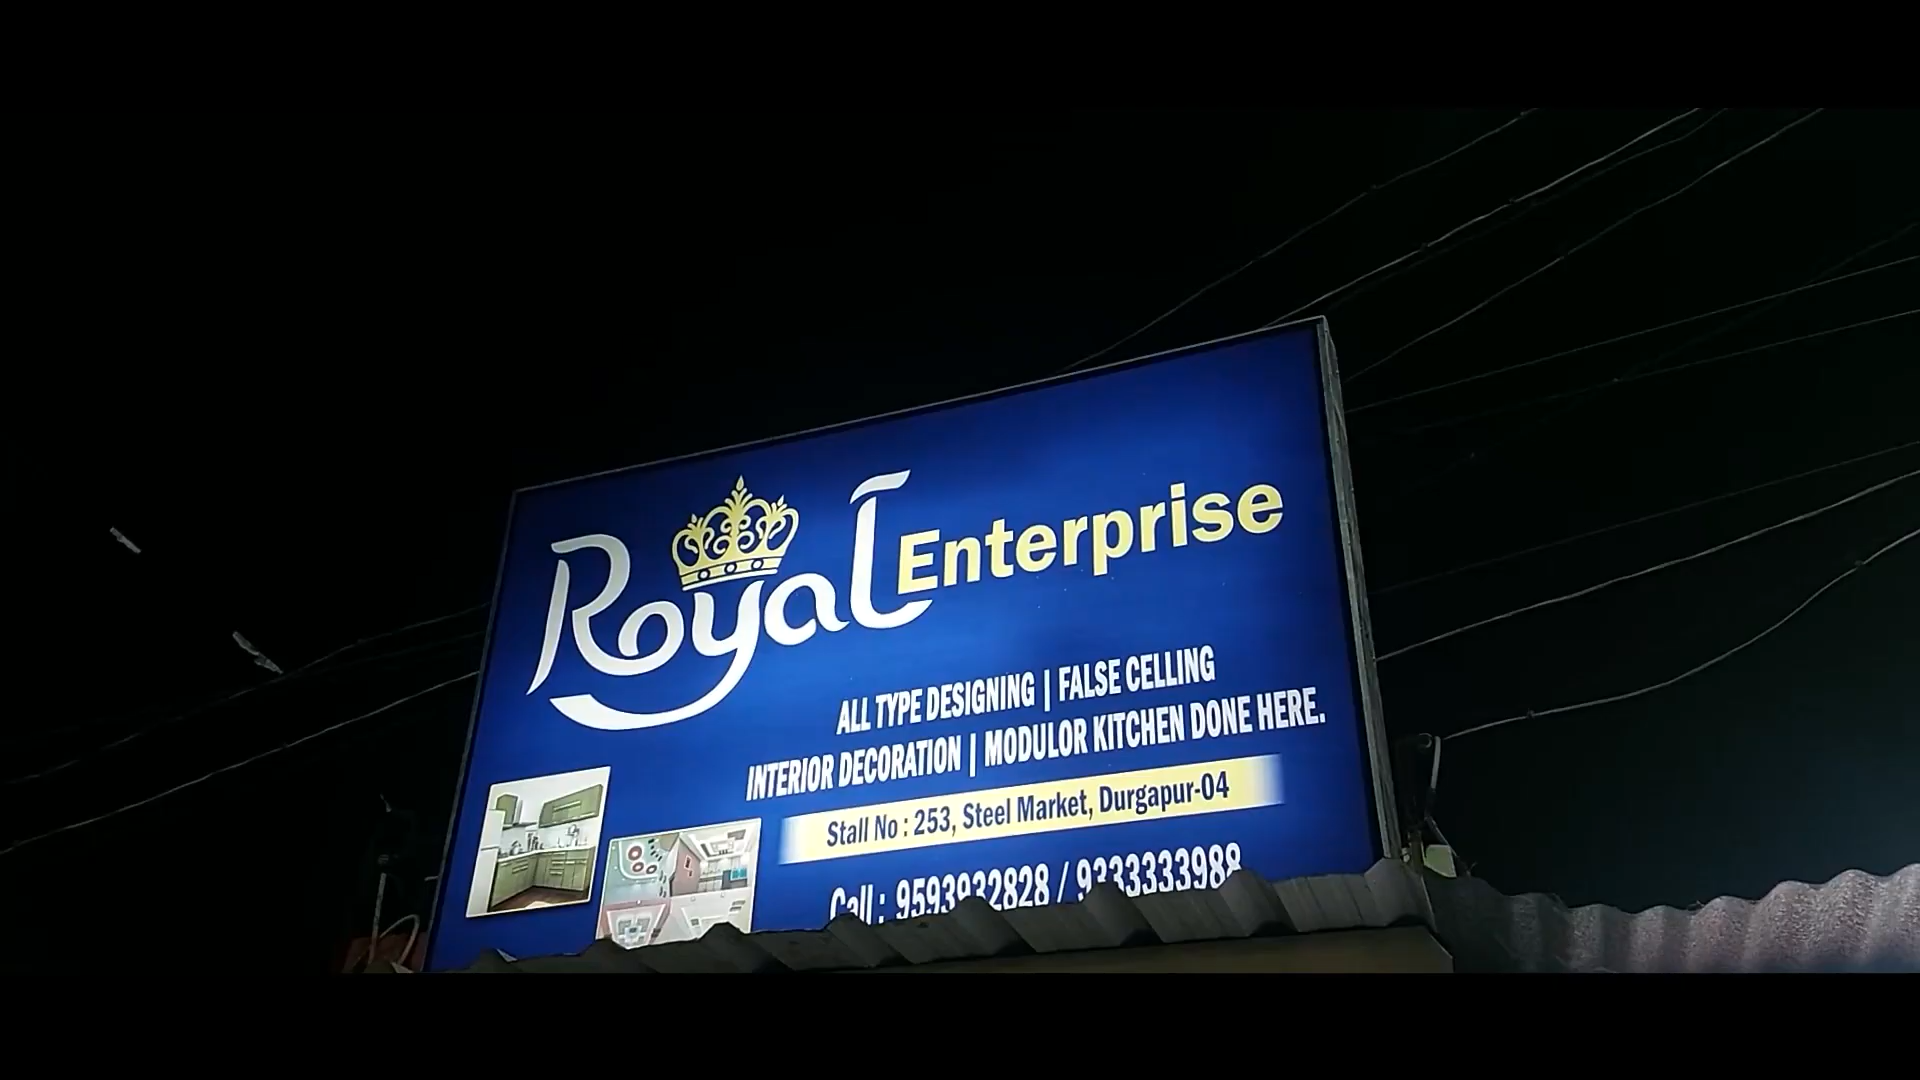 Royal Enterprise
ALL TYPE DESIGNING | FALSE CELLING
INTERIOR DECORATION | MODULOR KITCHEN DONE HERE.
Stall No : 253, Steel Market, Durgapur-04
Call : 9593932828 / 9333333988